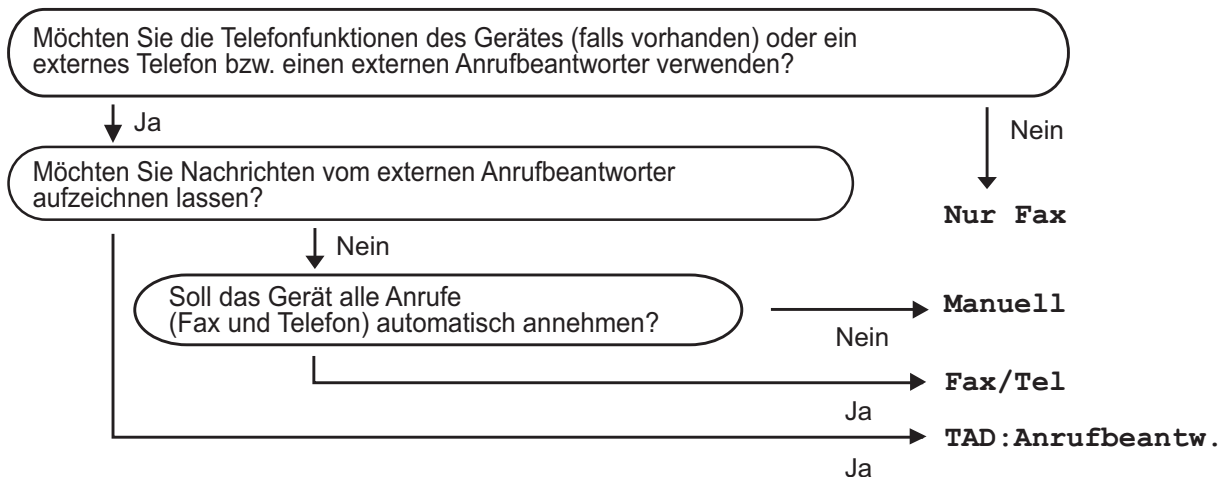 Möchten Sie die Telefonfunktionen des Gerätes (falls vorhanden) oder ein
externes Telefon bzw. einen externen Anrufbeantworter verwenden?
Ja
Nein
Möchten Sie Nachrichten vom externen Anrufbeantworter
aufzeichnen lassen?
Nur Fax
Nein
Soll das Gerät alle Anrufe
(Fax und Telefon) automatisch annehmen?
Manuell
Nein
Fax/Tel
Ja
TAD:Anrufbeantw.
Ja